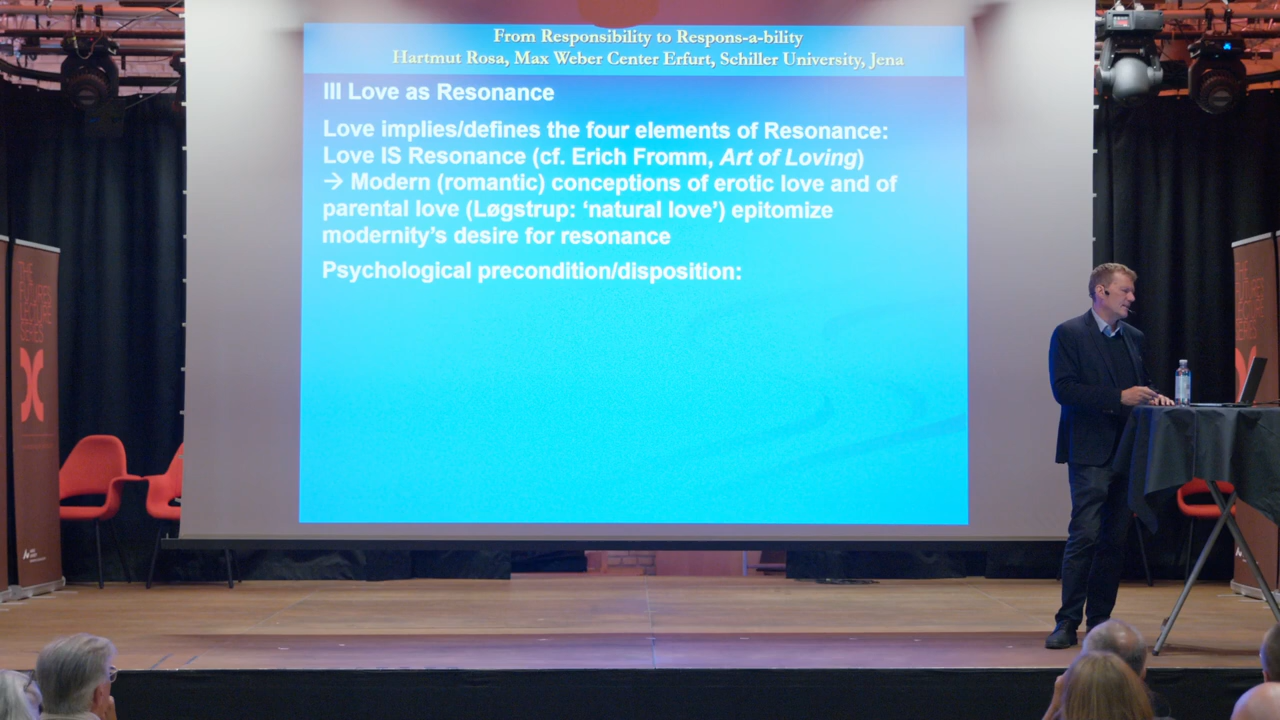 From Responsibility to Respons-a-bility
Hartmut Rosa, Max Weber Center Erfurt, Schiller University, Jena
III Love as Resonance
Love implies/defines the four elements of Resonance:
Love IS Resonance (cf. Erich Fromm, Art of Loving)
→ Modern (romantic) conceptions of erotic love and of
parental love (Løgstrup: ‘natural love’) epitomize
modernity’s desire for resonance
Psychological precondition/disposition: